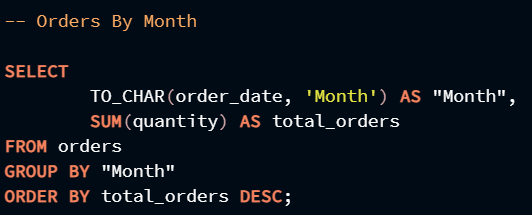 -- Orders By Month
SELECT
TO_CHAR(order_date, 'Month') AS "Month",
SUM(quantity) AS total_orders
FROM orders
GROUP BY "Month"
ORDER BY total_orders DESC;